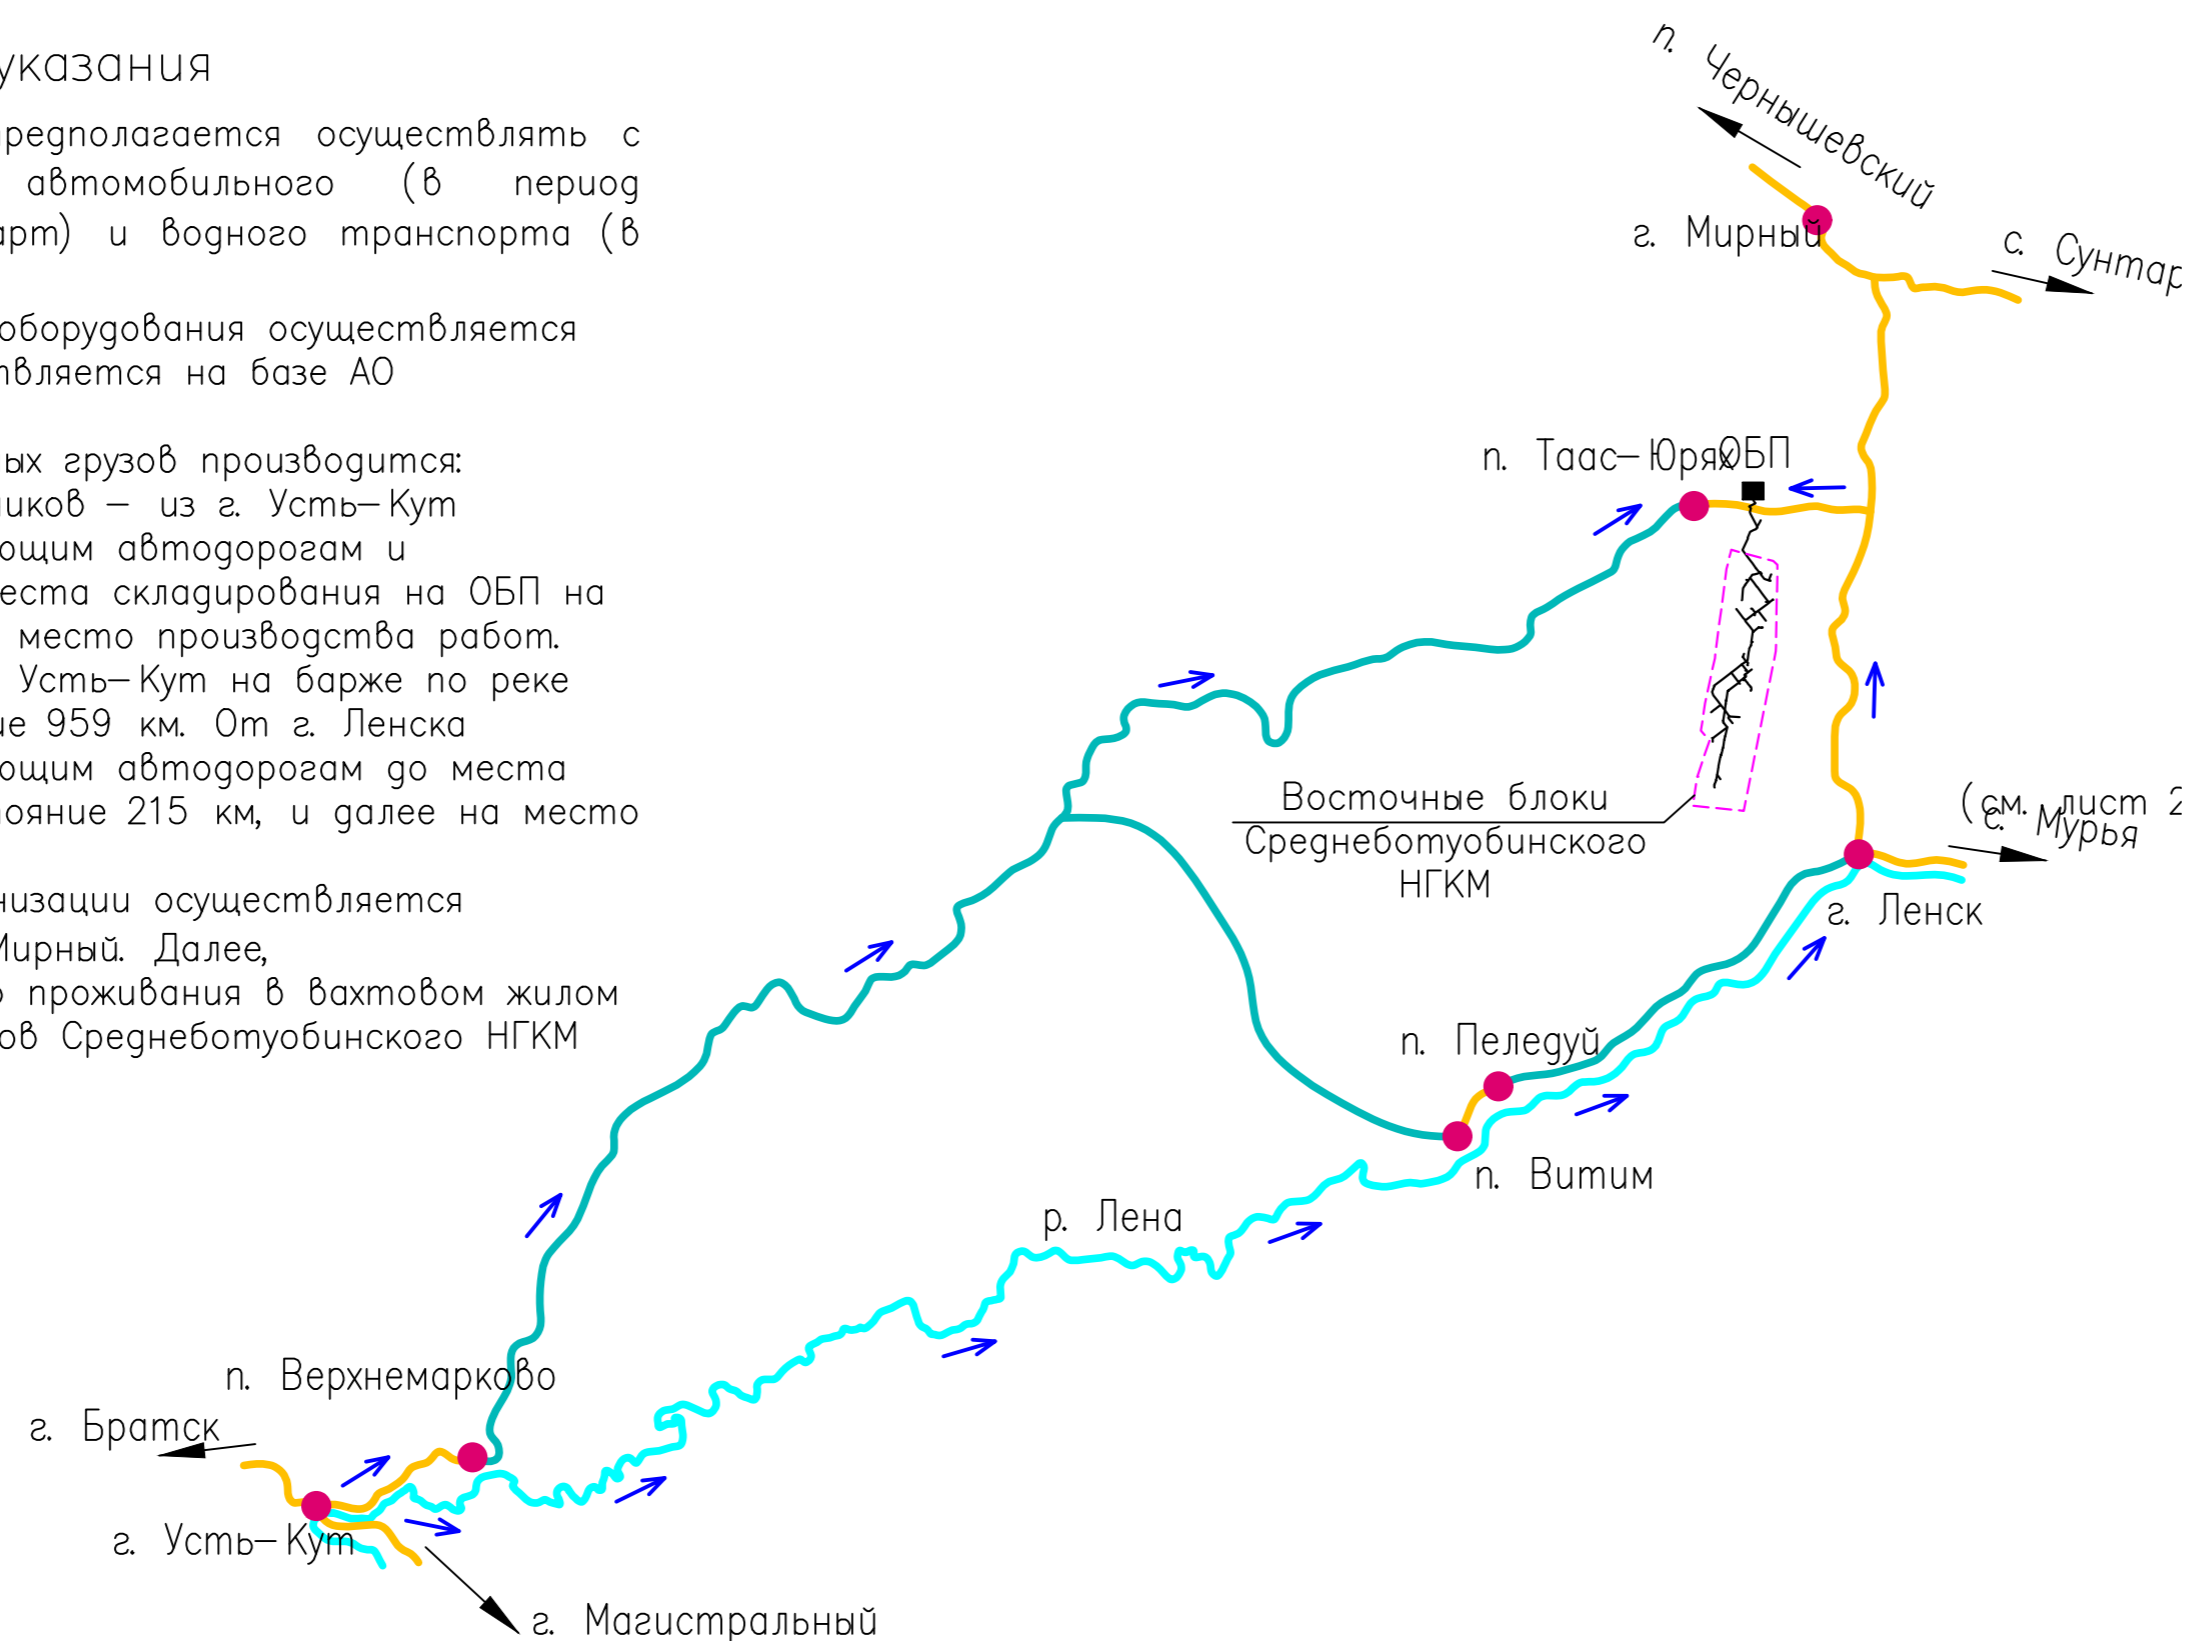 указания
предполагается осуществлять с
автомобильного (в период
арт) и водного транспорта (в
оборудования осуществляется
твляется на базе АО
ых грузов производится:
иков – из г. Усть-Кут
ющим автодорогам и
еста складирования на ОБП на
место производства работ.
Усть-Кут на барже по реке
ие 959 км. От г. Ленска
ющим автодорогам до места
тояние 215 км, и далее на место
низации осуществляется
Мирный. Далее,
проживания в вахтовом жилом
ов Среднеботуобинского НГКМ
п. Чернышевский
г. Мирный
с. Сунтар
п. Таас-Юрях
ОБП
Восточные блоки
Среднеботуобинского
НГКМ
(см. лист 2
с. Мурья
г. Ленск
п. Пеледуй
п. Витим
р. Лена
п. Верхнемарково
г. Братск
г. Усть-Кут
г. Магистральный